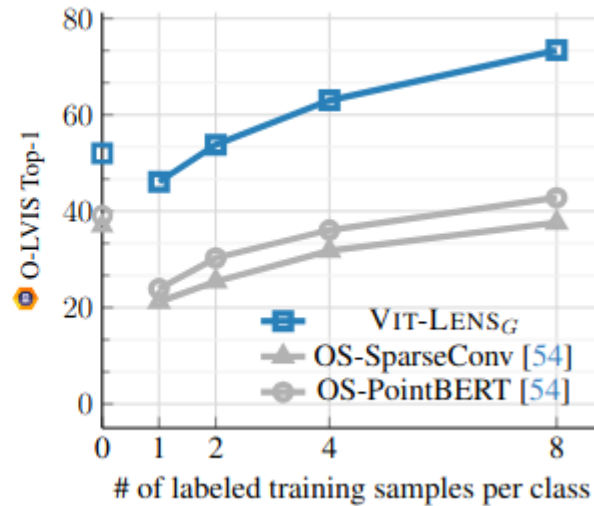 80
60
40
20
0
O-LVIS Top-1
VIT-LENSG
OS-SparseConv [54]
OS-PointBERT [54]
0 1 2 4 8
# of labeled training samples per class